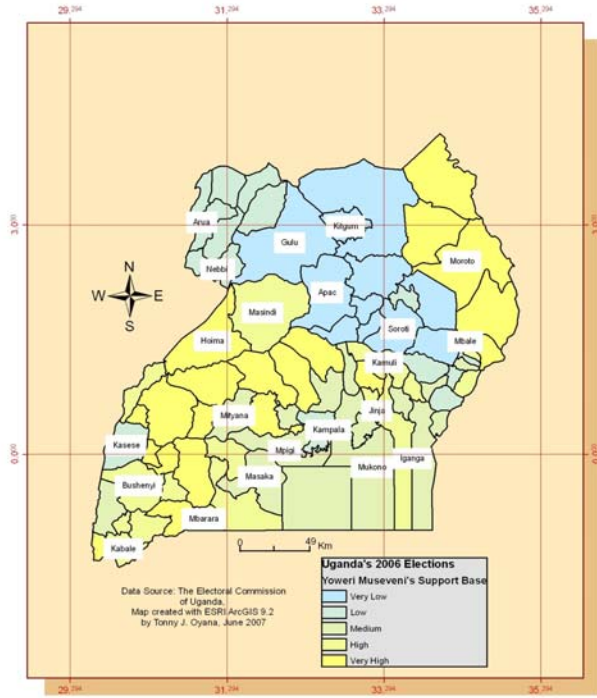 29.294
31.294
33.294
35.294
3.000
3.000
Arua
Kitgum
Gulu
Nebbi
Moroto
N
W E
S
Apac
Masindi
Soroti
Hoima
Mbale
Kamuli
Mityana
Jinja
Kampala
Kasese
0.000
0.000
Mpigi
Iganga
Masaka
Mukono
Bushenyi
Mbarara
Kabale
0 49 Km
Uganda's 2006 Elections
Yoweri Museveni's Support Base
Very Low
Low
Medium
High
Very High
Data Source: The Electoral Commission
of Uganda,
Map created with ESRI ArcGIS 9.2
by Tonny J. Oyana, June 2007
29.294
31.294
33.294
35.294